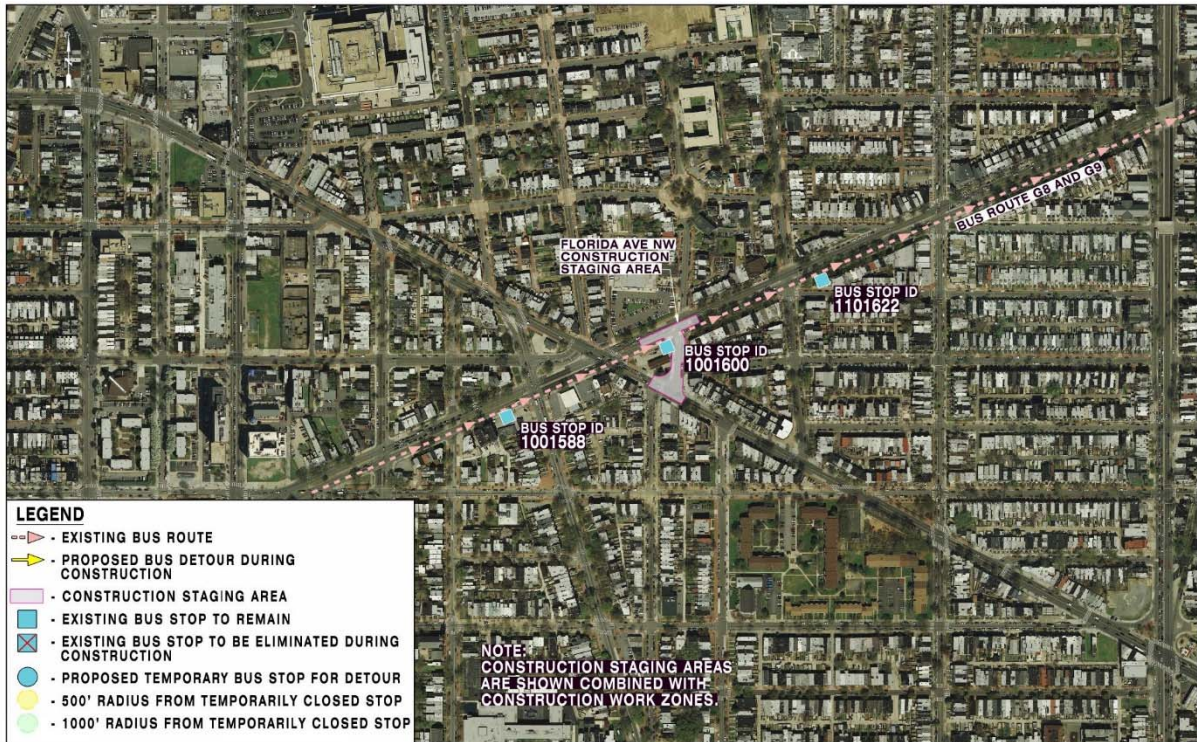 FLORIDA AVE NW
CONSTRUCTION
STAGING AREA
BUS ROUTE G8 AND G9
BUS STOP ID
1101622
BUS STOP ID
1001600
BUS STOP ID
1001588
LEGEND
- EXISTING BUS ROUTE
- PROPOSED BUS DETOUR DURING
CONSTRUCTION
- CONSTRUCTION STAGING AREA
- EXISTING BUS STOP TO REMAIN
- EXISTING BUS STOP TO BE ELIMINATED DURING
CONSTRUCTION
- PROPOSED TEMPORARY BUS STOP FOR DETOUR
- 500' RADIUS FROM TEMPORARILY CLOSED STOP
- 1000' RADIUS FROM TEMPORARILY CLOSED STOP
NOTE:
CONSTRUCTION STAGING AREAS
ARE SHOWN COMBINED WITH
CONSTRUCTION WORK ZONES.